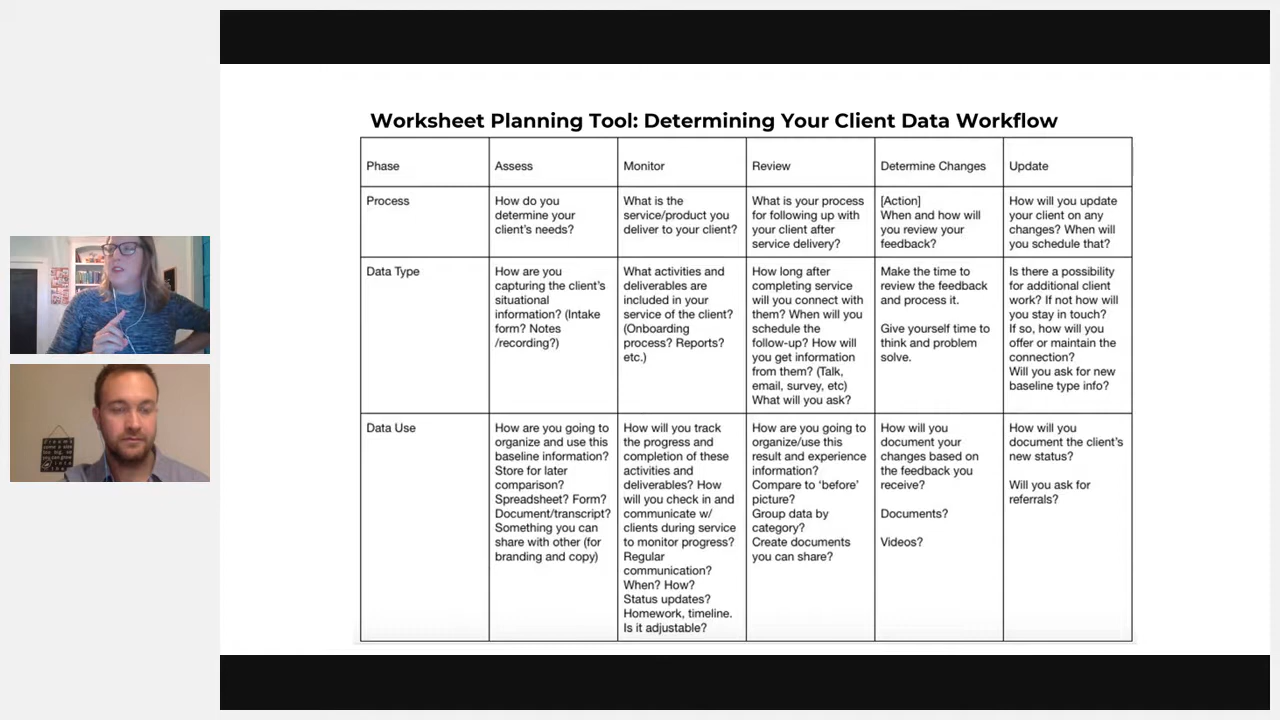 Worksheet Planning Tool: Determining Your Client Data Workflow
Phase
Assess
Monitor
Review
Determine Changes
Update
Process
How do you
determine your
client's needs?
What is the
service/product you
deliver to your client?
What is your process
for following up with
your client after
service delivery?
[Action]
When and how will
you review your
feedback?
How will you update
your client on any
changes? When will
you schedule that?
Data Type
How are you
capturing the client's
situational
information? (Intake
form? Notes
/recording?)
What activities and
deliverables are
included in your
service of the client?
(Onboarding
process? Reports?
etc.)
How long after
completing service
will you connect with
them? When will you
schedule the
follow-up? How will
you get information
from them? (Talk,
email, survey, etc)
What will you ask?
Make the time to
review the feedback
and process it.
Give yourself time to
think and problem
solve.
Is there a possibility
for additional client
work? If not how will
you stay in touch?
If so, how will you
offer or maintain the
connection?
Will you ask for new
baseline type info?
Data Use
How are you going to
organize and use this
baseline information?
Store for later
comparison?
Spreadsheet? Form?
Document/transcript?
Something you can
share with other (for
branding and copy)
How will you track
the progress and
completion of these
activities and
deliverables? How
will you check in and
communicate w/
clients during service
to monitor progress?
Regular
communication?
When? How?
Status updates?
Homework, timeline.
Is it adjustable?
How are you going to
organize/use this
result and experience
information?
Compare to 'before'
picture?
Group data by
category?
Create documents
you can share?
How will you
document your
changes based on
the feedback you
receive?
Documents?
Videos?
How will you
document the client's
new status?
Will you ask for
referrals?